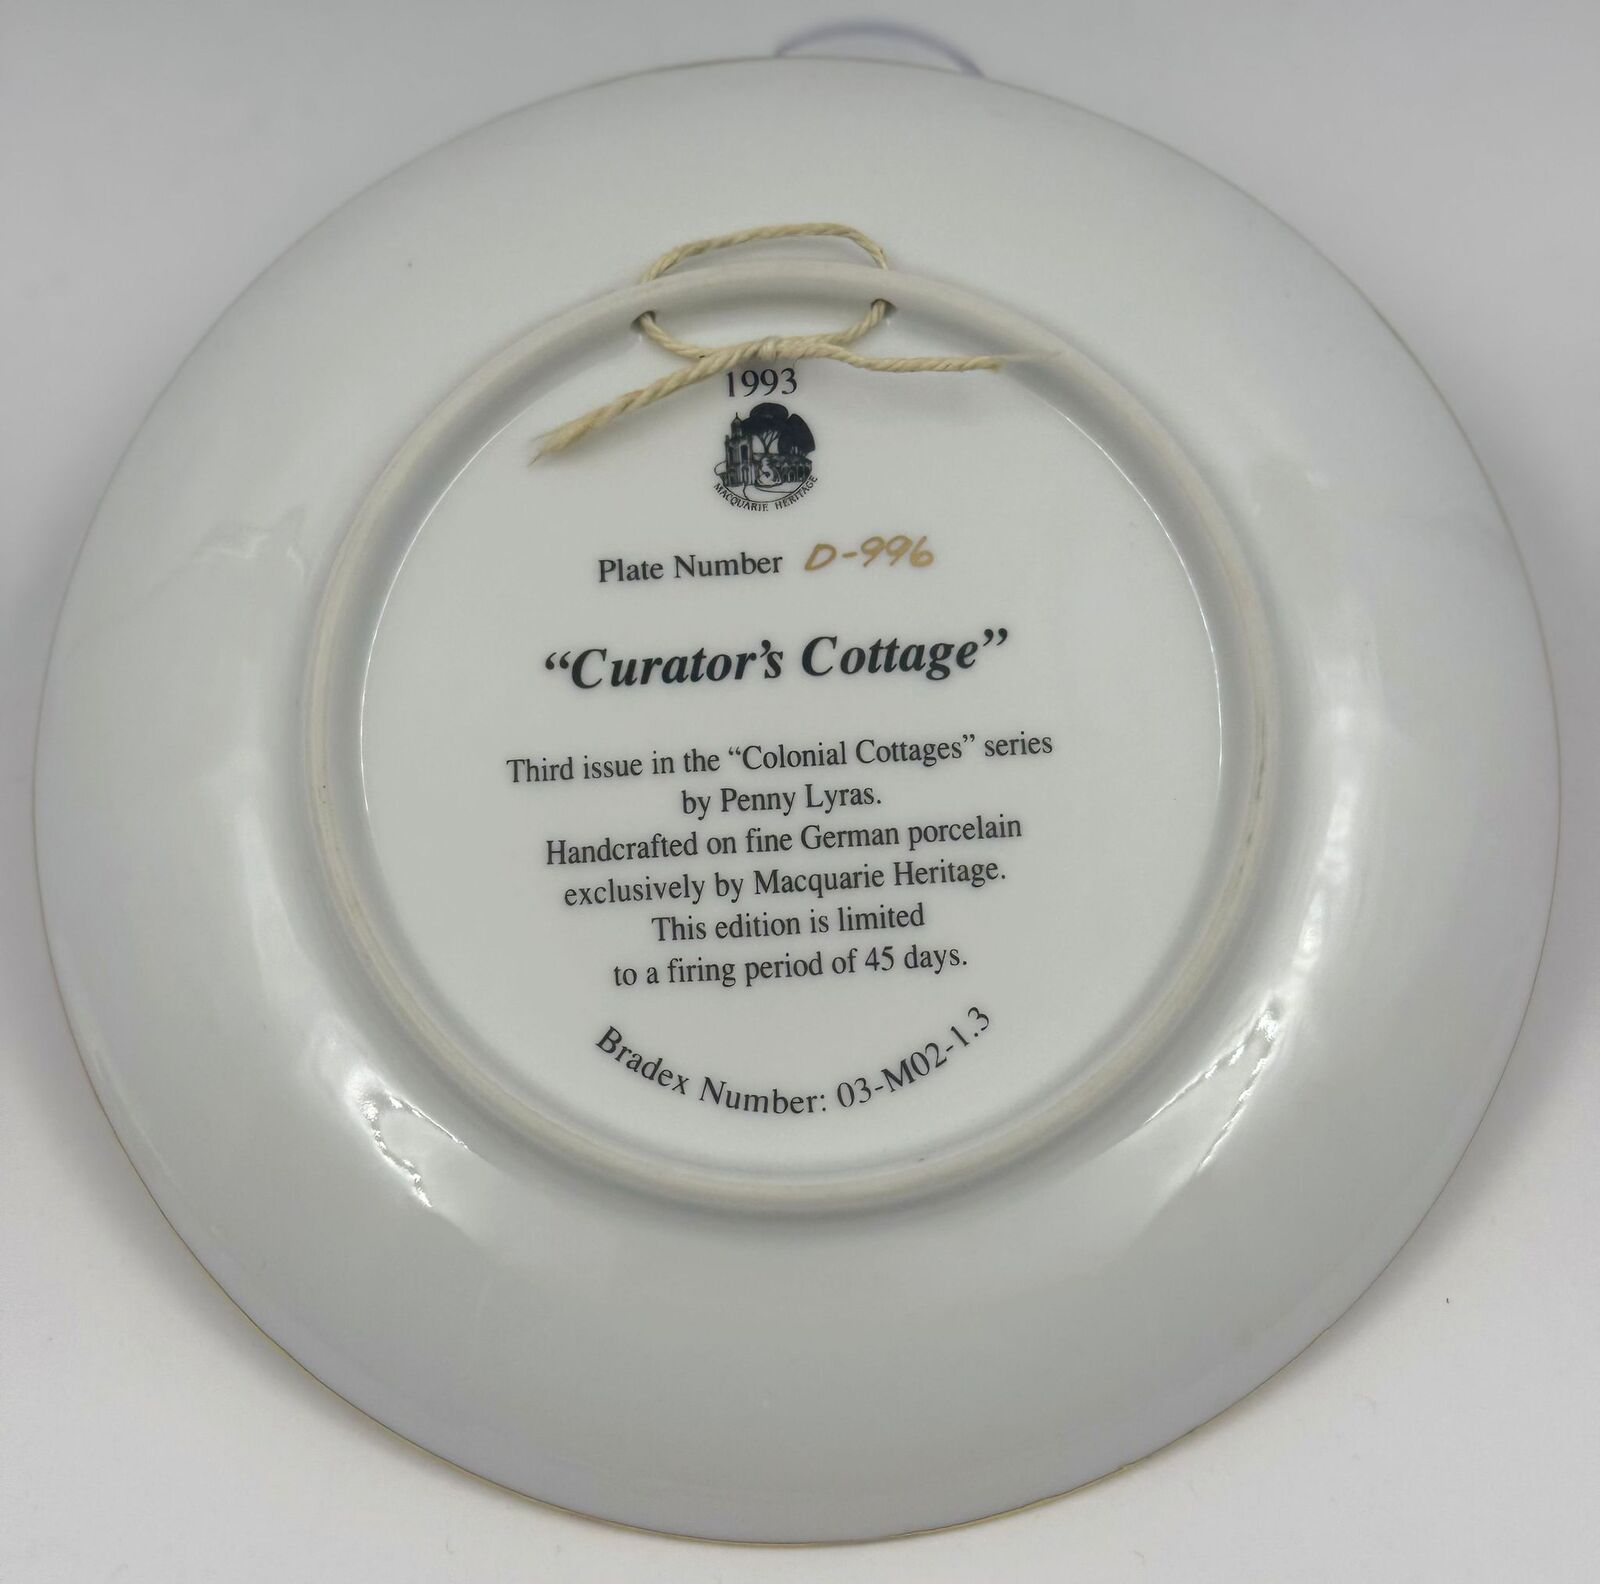 1993
MACQUARIE HERITAGE
Plate Number D-996
“Curator’s Cottage”
Third issue in the “Colonial Cottages” series
by Penny Lyras.
Handcrafted on fine German porcelain
exclusively by Macquarie Heritage.
This edition is limited
to a firing period of 45 days.
Bradex Number: 03-M02-1.3